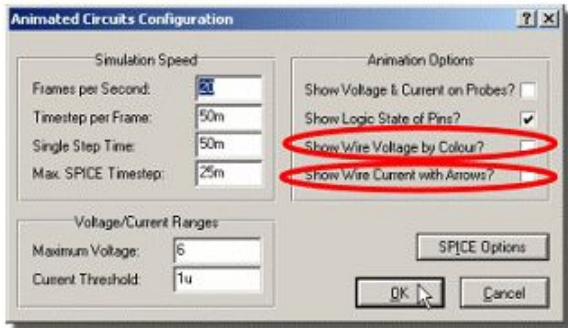 Animated Circuits Configuration
Simulation Speed
Frames per Second: 20
Timestep per Frame: 50m
Single Step Time: 50m
Max. SPICE Timestep: 25m
Voltage/Current Ranges
Maximum Voltage: 6
Current Threshold: 1u
Animation Options
Show Voltage & Current on Probes?
Show Logic State of Pins?
Show Wire Voltage by Colour?
Show Wire Current with Arrows?
SPICE Options
OK
Cancel